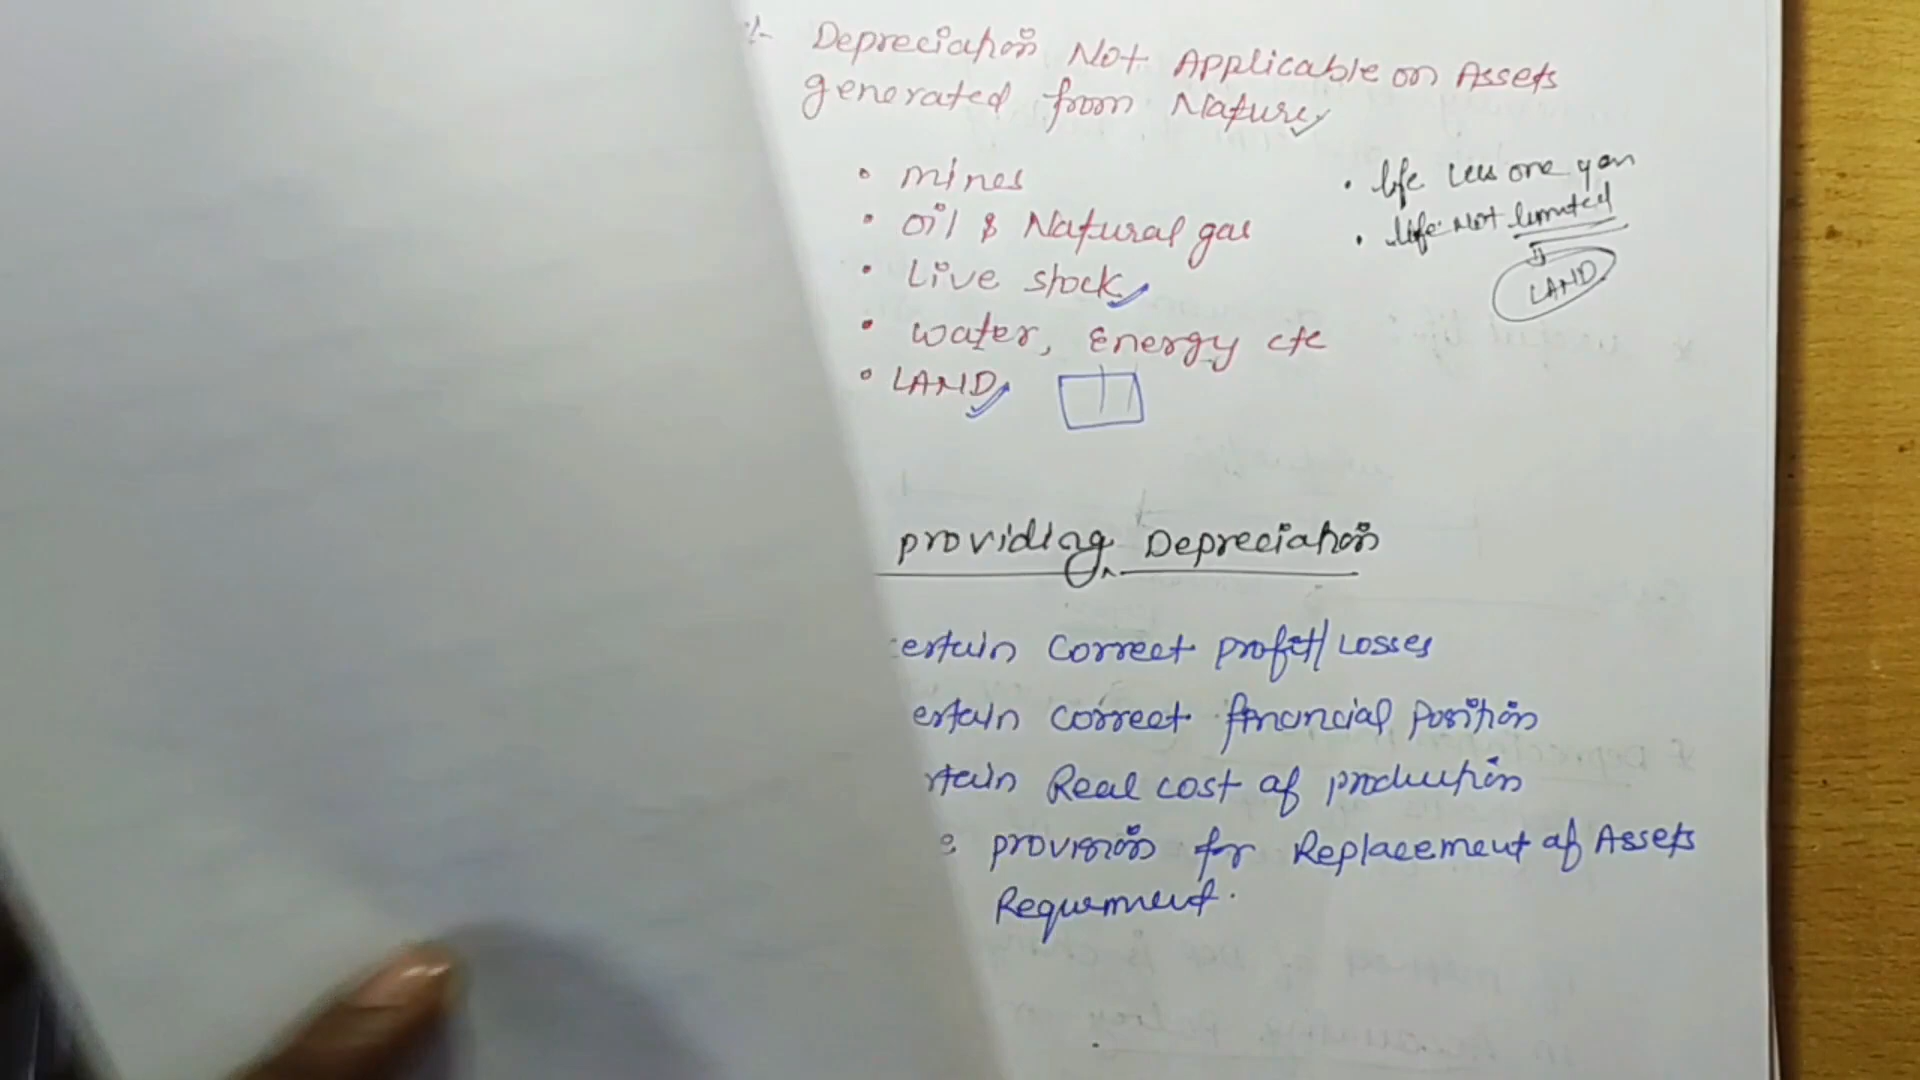 :- Depreciation Not Applicable on Assets
generated from Nature
• mines
• oil & Natural gas
• Live stock
• water, Energy etc
• LAND
• life less one year
• life Not limited
LAND
providing Depreciation
ertain correct profit/Losses
ertain correct financial Position
rtain Real cost of production
e provision for Replacement of Assets
Requirement.